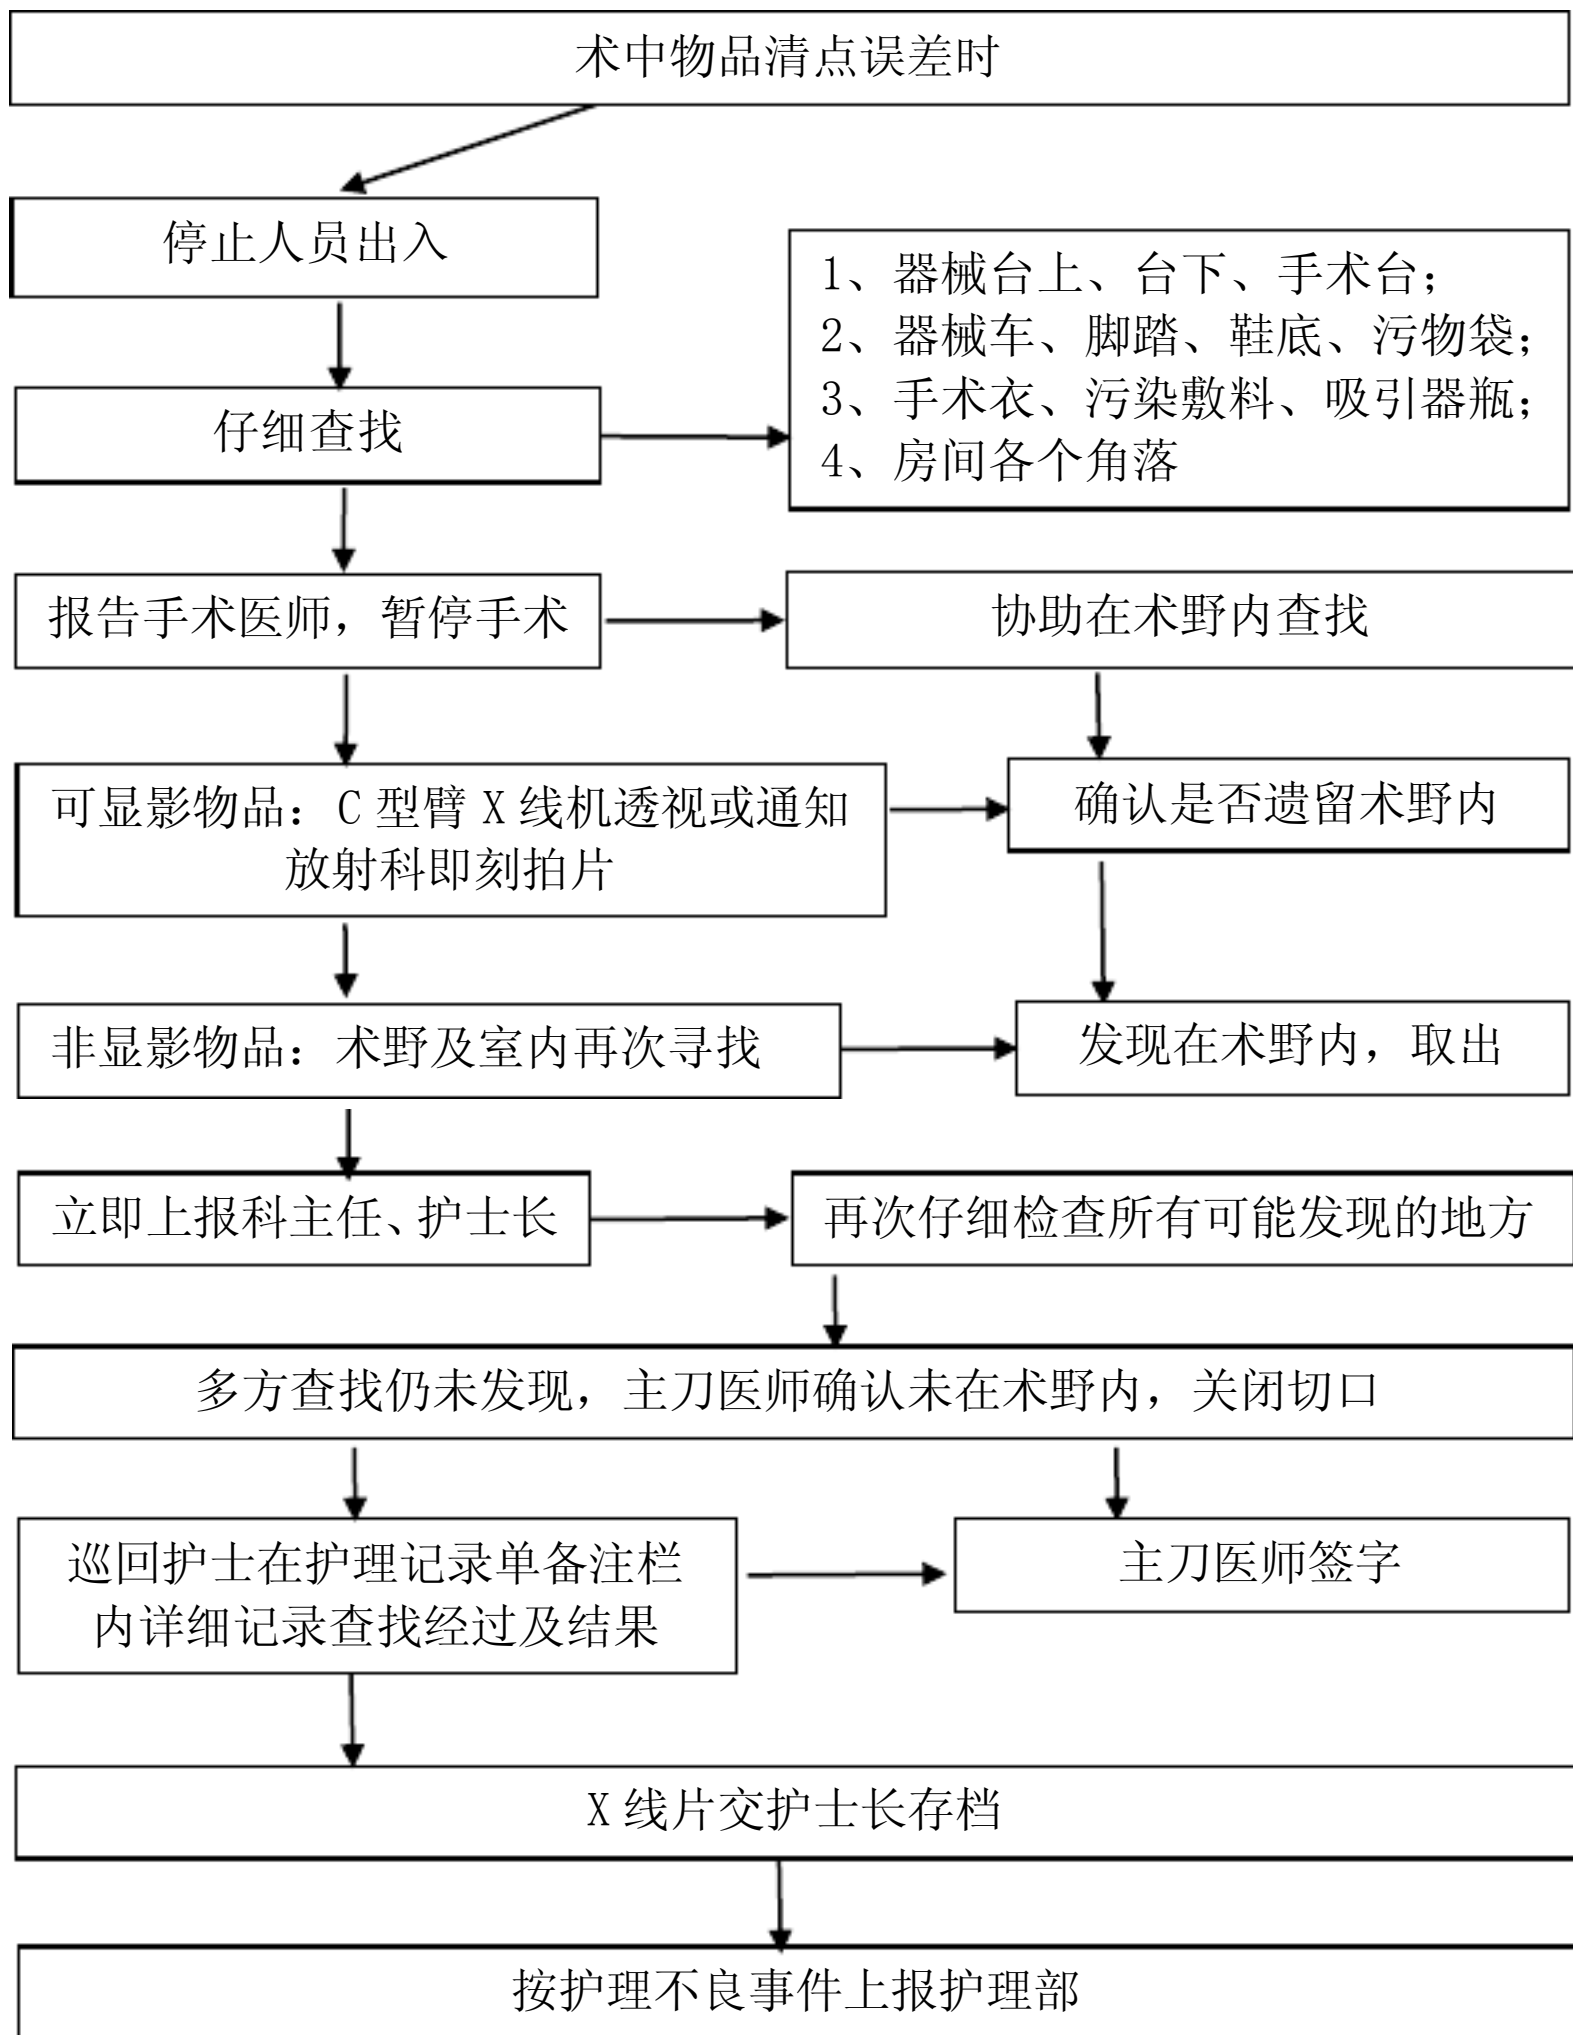 术中物品清点误差时
停止人员出入
1、器械台上、台下、手术台；
2、器械车、脚踏、鞋底、污物袋；
3、手术衣、污染敷料、吸引器瓶；
4、房间各个角落
仔细查找
报告手术医师，暂停手术
协助在术野内查找
可显影物品：C型臂X线机透视或通知
放射科即刻拍片
确认是否遗留术野内
非显影物品：术野及室内再次寻找
发现在术野内，取出
立即上报科主任、护士长
再次仔细检查所有可能发现的地方
多方查找仍未发现，主刀医师确认未在术野内，关闭切口
巡回护士在护理记录单备注栏
内详细记录查找经过及结果
主刀医师签字
X线片交护士长存档
按护理不良事件上报护理部